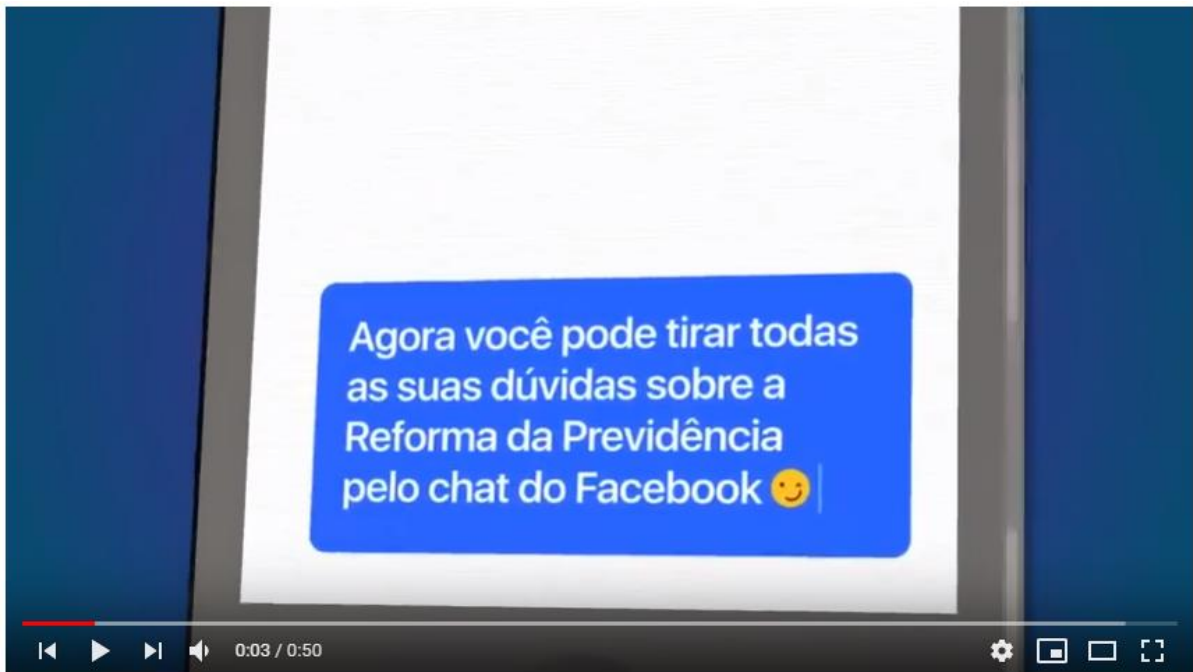 Agora você pode tirar todas
as suas dúvidas sobre a
Reforma da Previdência
pelo chat do Facebook 😉
0:03 / 0:50